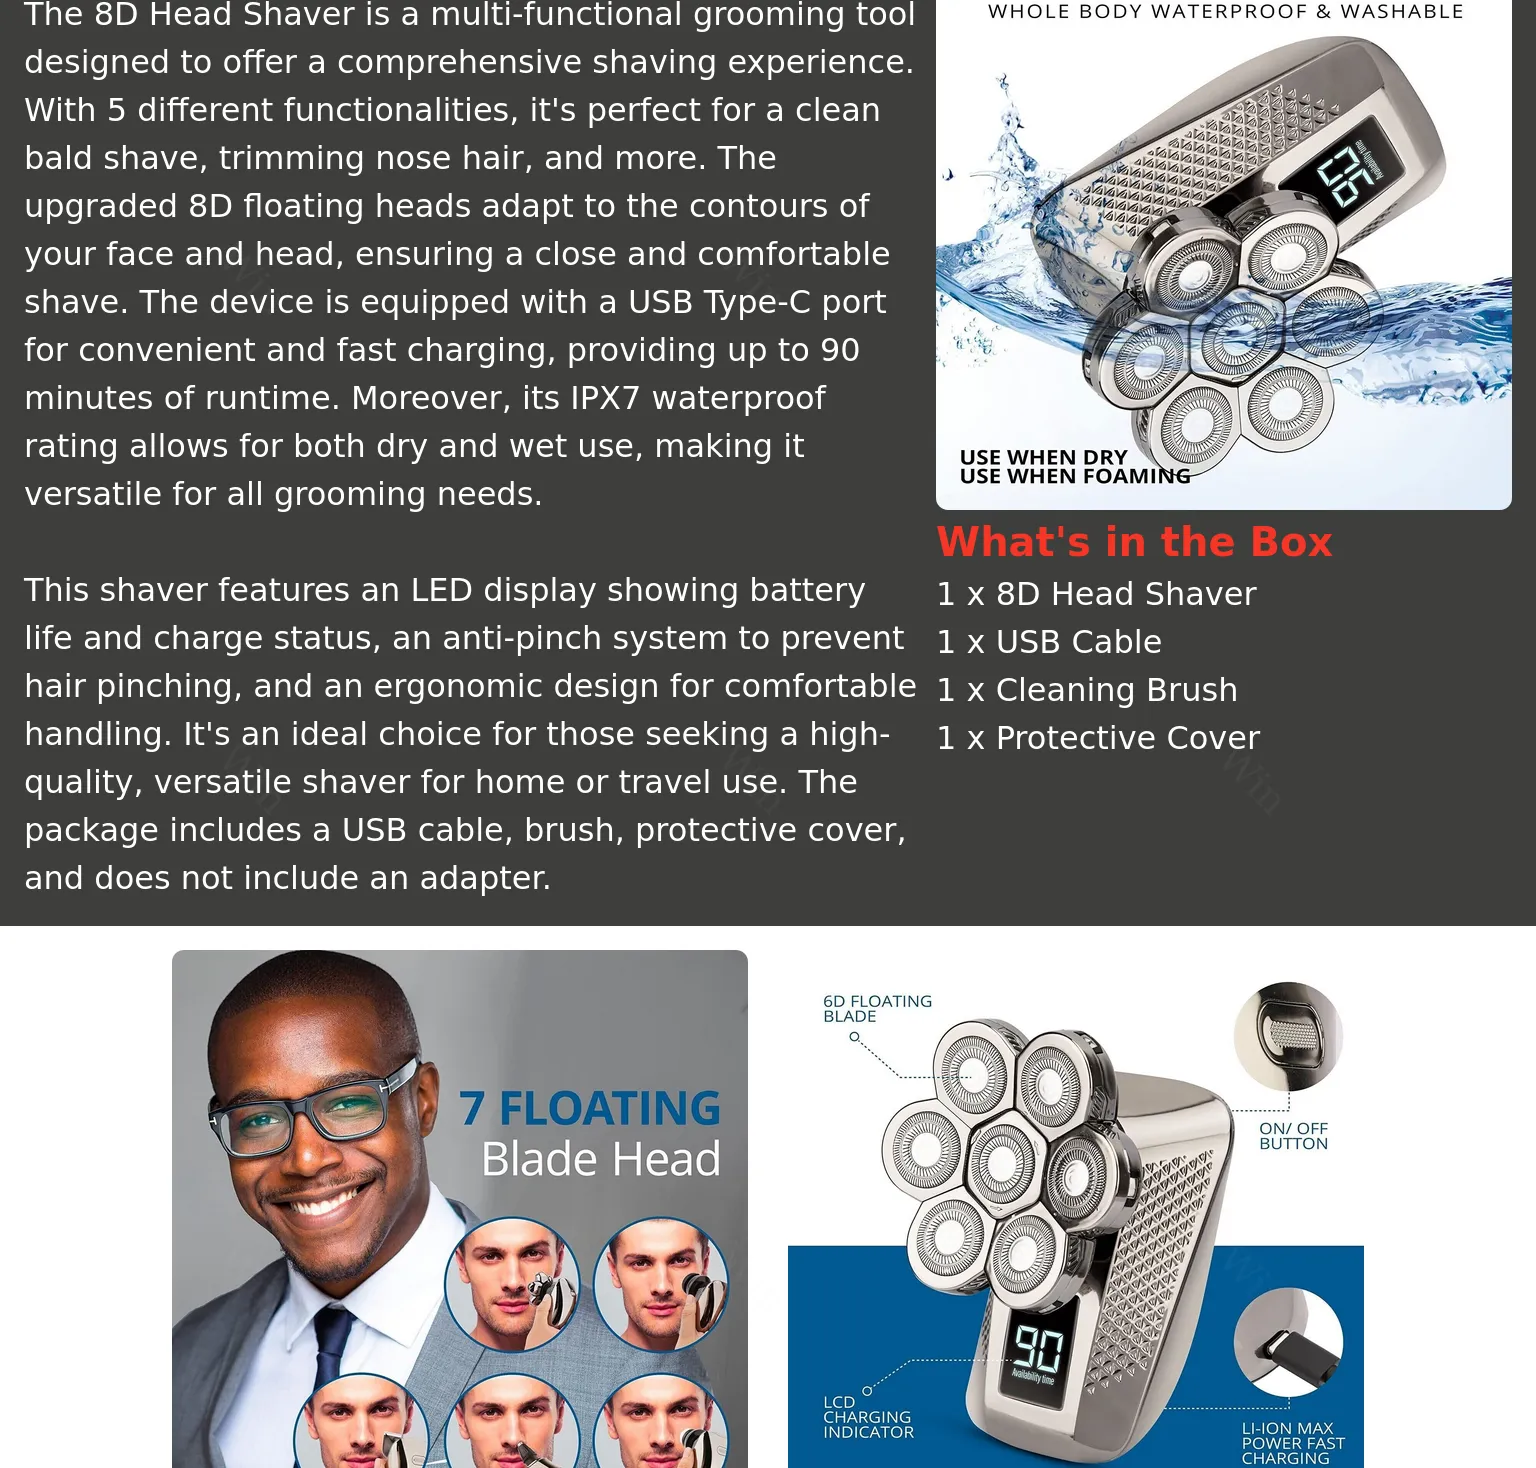 The 8D Head Shaver is a multi-functional grooming tool
designed to offer a comprehensive shaving experience.
With 5 different functionalities, it's perfect for a clean
bald shave, trimming nose hair, and more. The
upgraded 8D floating heads adapt to the contours of
your face and head, ensuring a close and comfortable
shave. The device is equipped with a USB Type-C port
for convenient and fast charging, providing up to 90
minutes of runtime. Moreover, its IPX7 waterproof
rating allows for both dry and wet use, making it
versatile for all grooming needs.
This shaver features an LED display showing battery
life and charge status, an anti-pinch system to prevent
hair pinching, and an ergonomic design for comfortable
handling. It's an ideal choice for those seeking a high-
quality, versatile shaver for home or travel use. The
package includes a USB cable, brush, protective cover,
and does not include an adapter.
WHOLE BODY WATERPROOF & WASHABLE
90
Availability time
USE WHEN DRY
USE WHEN FOAMING
What's in the Box
1 x 8D Head Shaver
1 x USB Cable
1 x Cleaning Brush
1 x Protective Cover
Win
Win
Win
Win
Win
7 FLOATING
Blade Head
6D FLOATING
BLADE
ON/ OFF
BUTTON
90
Availability time
LCD
CHARGING
INDICATOR
LI-ION MAX
POWER FAST
CHARGING